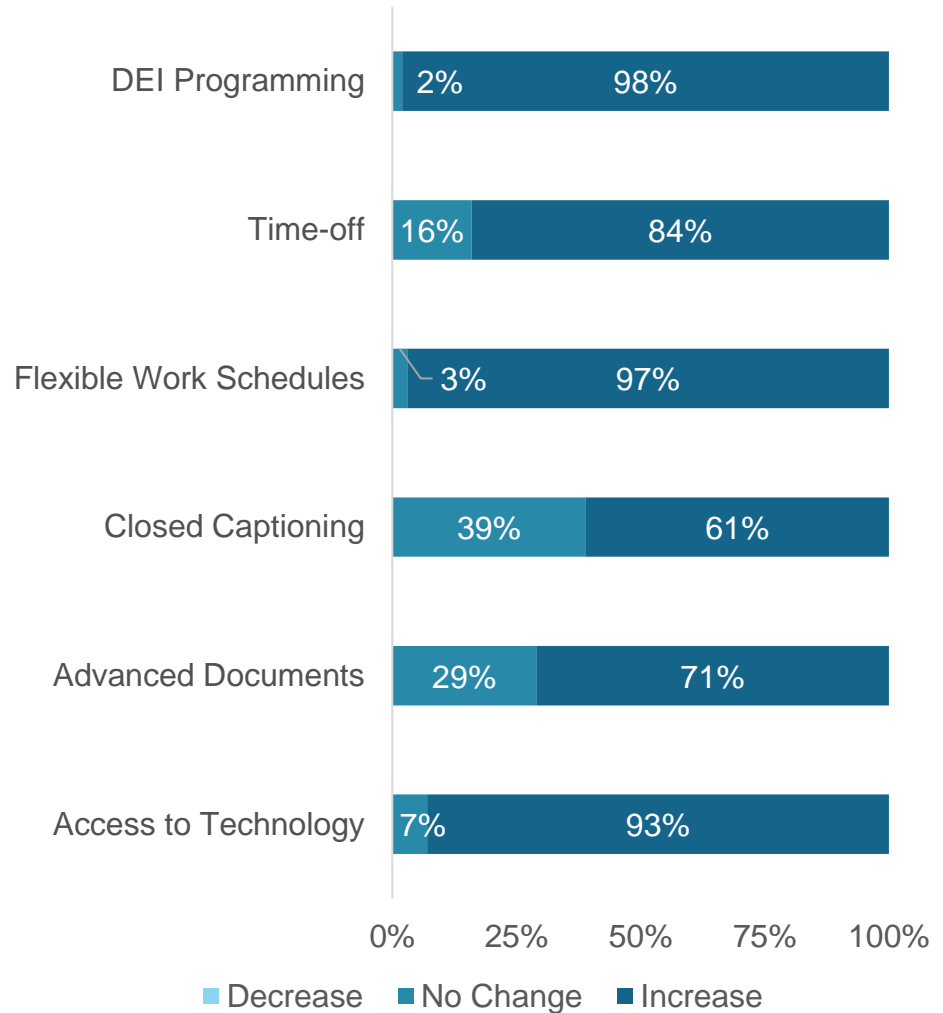 DEI Programming 2% 98%
Time-off 16% 84%
Flexible Work Schedules 3% 97%
Closed Captioning 39% 61%
Advanced Documents 29% 71%
Access to Technology 7% 93%
0% 25% 50% 75% 100%
Decrease No Change Increase